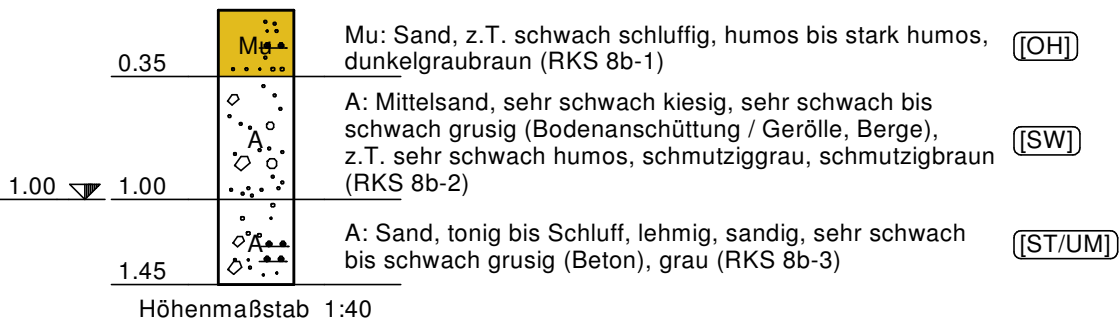 Mu
Mu: Sand, z.T. schwach schluffig, humos bis stark humos,
dunkelgraubraun (RKS 8b-1)
([OH])
0.35
A
A: Mittelsand, sehr schwach kiesig, sehr schwach bis
schwach grusig (Bodenanschüttung / Gerölle, Berge),
z.T. sehr schwach humos, schmutziggrau, schmutzigbraun
(RKS 8b-2)
([SW])
1.00
1.00
A
A: Sand, tonig bis Schluff, lehmig, sandig, sehr schwach
bis schwach grusig (Beton), grau (RKS 8b-3)
([ST/UM])
1.45
Höhenmaßstab 1:40